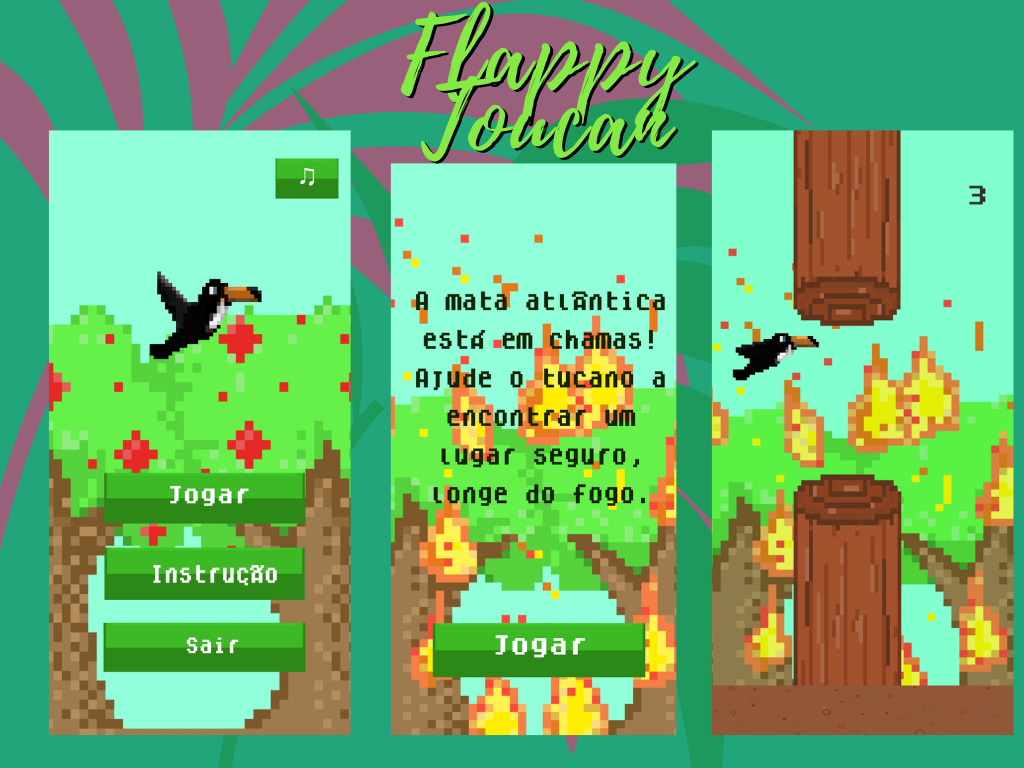 Flappy
Toucan
♫
Jogar
Instrução
Sair
A mata atlântica
está em chamas!
Ajude o tucano a
encontrar um
lugar seguro,
longe do fogo.
Jogar
3